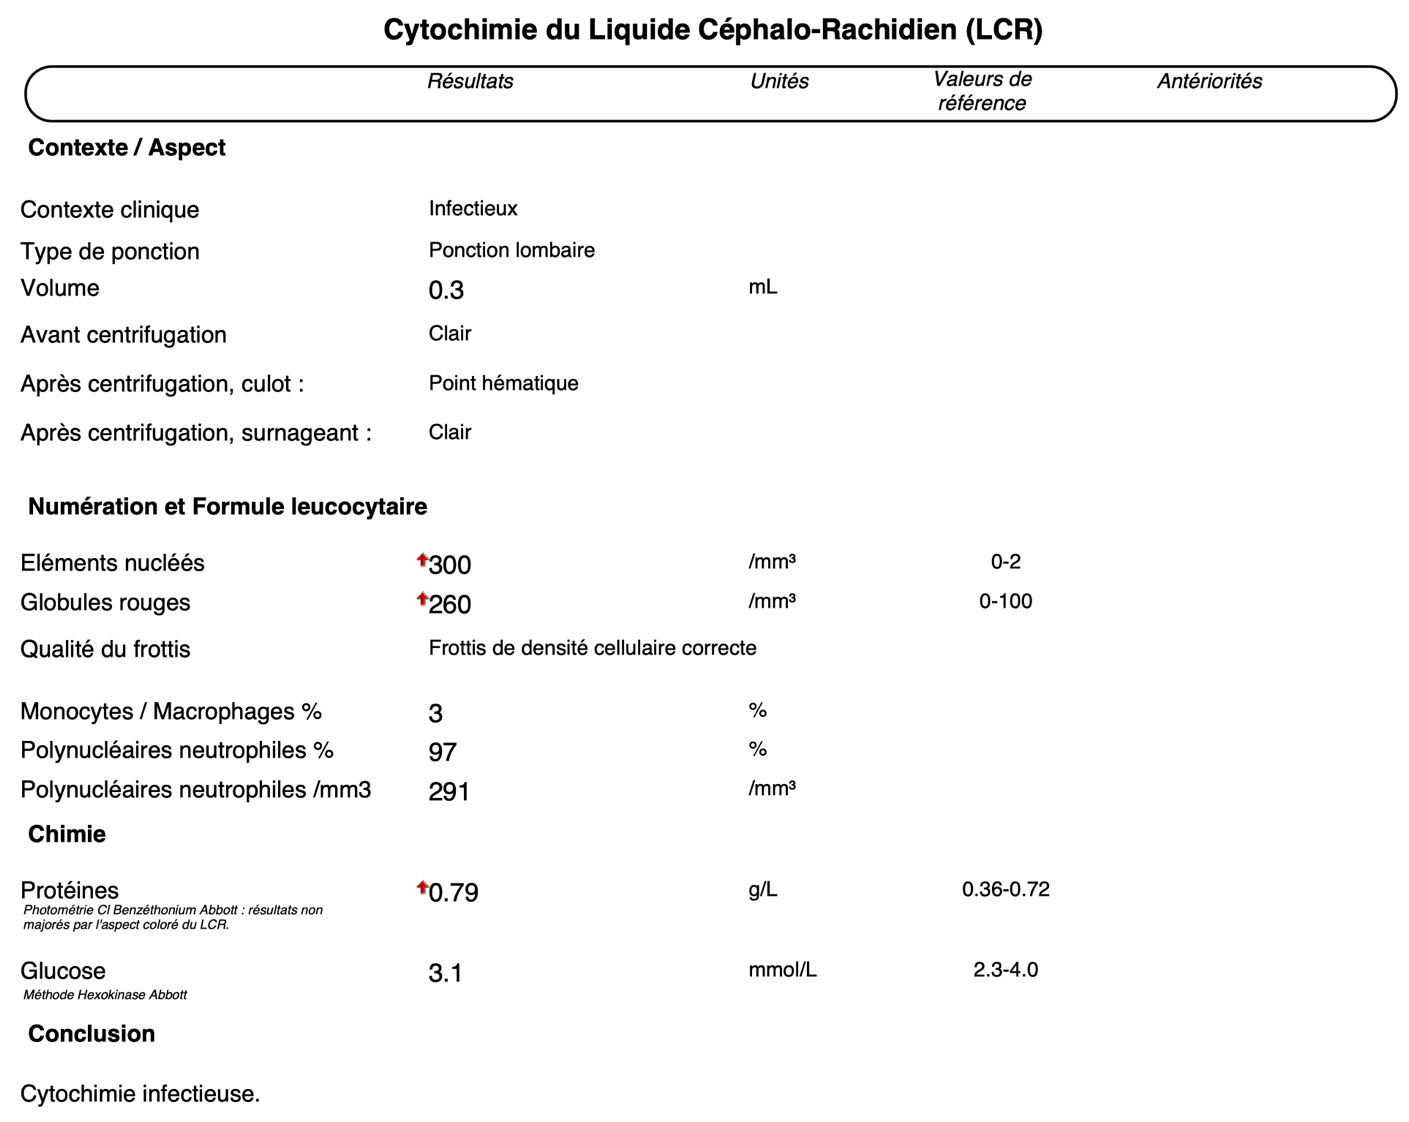 Cytochimie du Liquide Céphalo-Rachidien (LCR)
Résultats Unités Valeurs de référence Antériorités
Contexte / Aspect
Contexte clinique Infectieux
Type de ponction Ponction lombaire
Volume 0.3 mL
Avant centrifugation Clair
Après centrifugation, culot : Point hématique
Après centrifugation, surnageant : Clair
Numération et Formule leucocytaire
Eléments nucléés 300 /mm³ 0-2
Globules rouges 260 /mm³ 0-100
Qualité du frottis Frottis de densité cellulaire correcte
Monocytes / Macrophages % 3 %
Polynucléaires neutrophiles % 97 %
Polynucléaires neutrophiles /mm3 291 /mm³
Chimie
Protéines 0.79 g/L 0.36-0.72
Photométrie Cl Benzéthonium Abbott : résultats non
majorés par l'aspect coloré du LCR.
Glucose 3.1 mmol/L 2.3-4.0
Méthode Hexokinase Abbott
Conclusion
Cytochimie infectieuse.